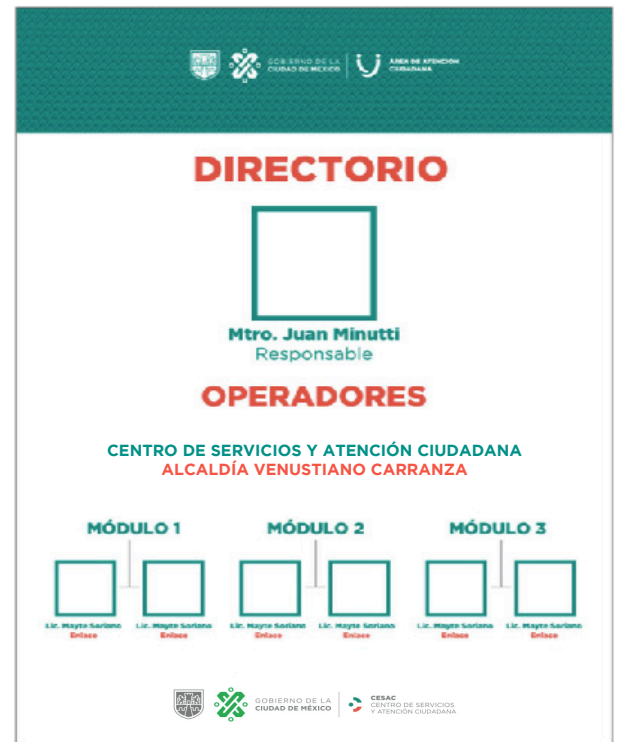 GOBIERNO DE LA
CIUDAD DE MÉXICO
ÁREA DE ATENCIÓN
CIUDADANA
DIRECTORIO
Mtro. Juan Minutti
Responsable
OPERADORES
CENTRO DE SERVICIOS Y ATENCIÓN CIUDADANA
ALCALDÍA VENUSTIANO CARRANZA
MÓDULO 1 MÓDULO 2 MÓDULO 3
Lic. Mayte Soriano Lic. Mayte Soriano Lic. Mayte Soriano Lic. Mayte Soriano Lic. Mayte Soriano Lic. Mayte Soriano
Enlace Enlace Enlace Enlace Enlace Enlace
GOBIERNO DE LA
CIUDAD DE MÉXICO
CESAC
CENTRO DE SERVICIOS
Y ATENCIÓN CIUDADANA